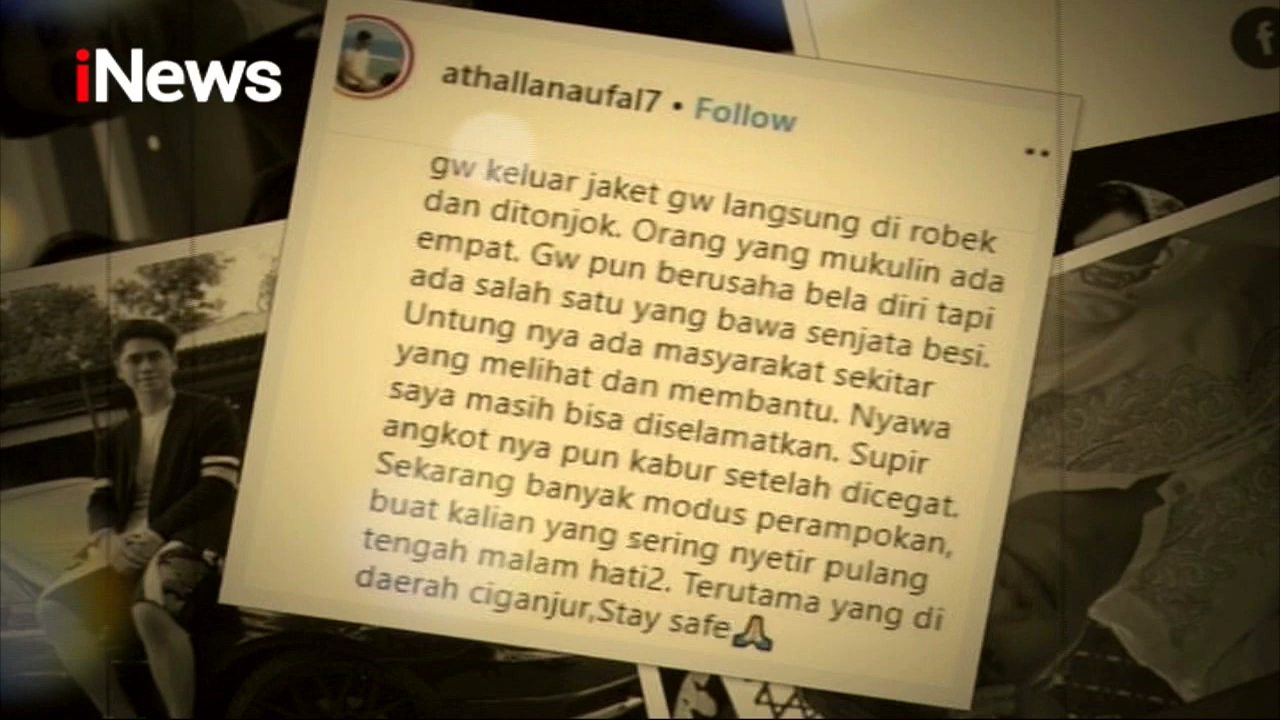 iNews
athallanaufal7 • Follow
gw keluar jaket gw langsung di robek
dan ditonjok. Orang yang mukulin ada
empat. Gw pun berusaha bela diri tapi
ada salah satu yang bawa senjata besi.
Untung nya ada masyarakat sekitar
yang melihat dan membantu. Nyawa
saya masih bisa diselamatkan. Supir
angkot nya pun kabur setelah dicegat.
Sekarang banyak modus perampokan,
buat kalian yang sering nyetir pulang
tengah malam hati2. Terutama yang di
daerah ciganjur,Stay safe🙏